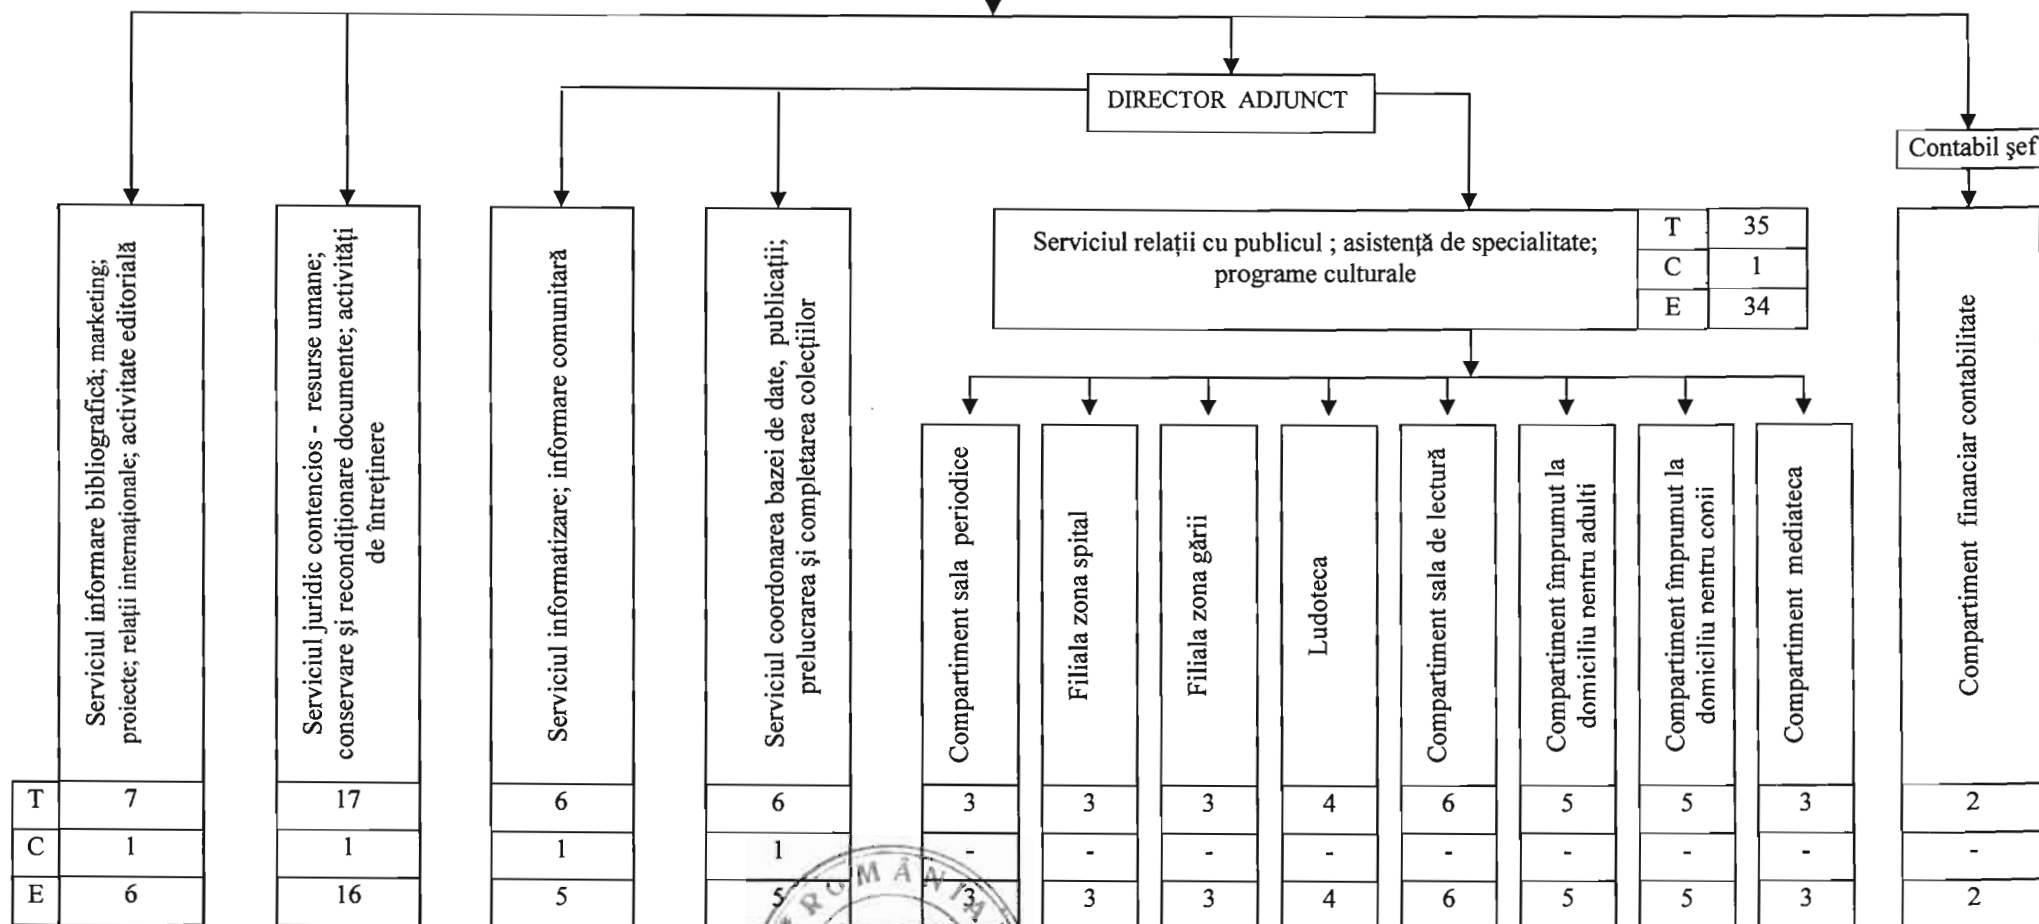 DIRECTOR ADJUNCT
Contabil şef
Serviciul informare bibliografică; marketing;
proiecte; relaţii internaţionale; activitate editorială
Serviciul juridic contencios - resurse umane;
conservare şi recondiţionare documente; activităţi
de întreţinere
Serviciul informatizare; informare comunitară
Serviciul coordonarea bazei de date, publicaţii;
prelucrarea şi completarea colecţiilor
Serviciul relaţii cu publicul ; asistenţă de specialitate;
programe culturale
T 35
C 1
E 34
Compartiment sala periodice
Filiala zona spital
Filiala zona gării
Ludoteca
Compartiment sala de lectură
Compartiment împrumut la
domiciliu pentru adulti
Compartiment împrumut la
domiciliu pentru copii
Compartiment mediateca
Compartiment financiar contabilitate
T 7 17 6 6 3 3 3 4 6 5 5 3 2
C 1 1 1 1 - - - - - - - - -
E 6 16 5 5 3 3 3 4 6 5 5 3 2
ROMÂNIA